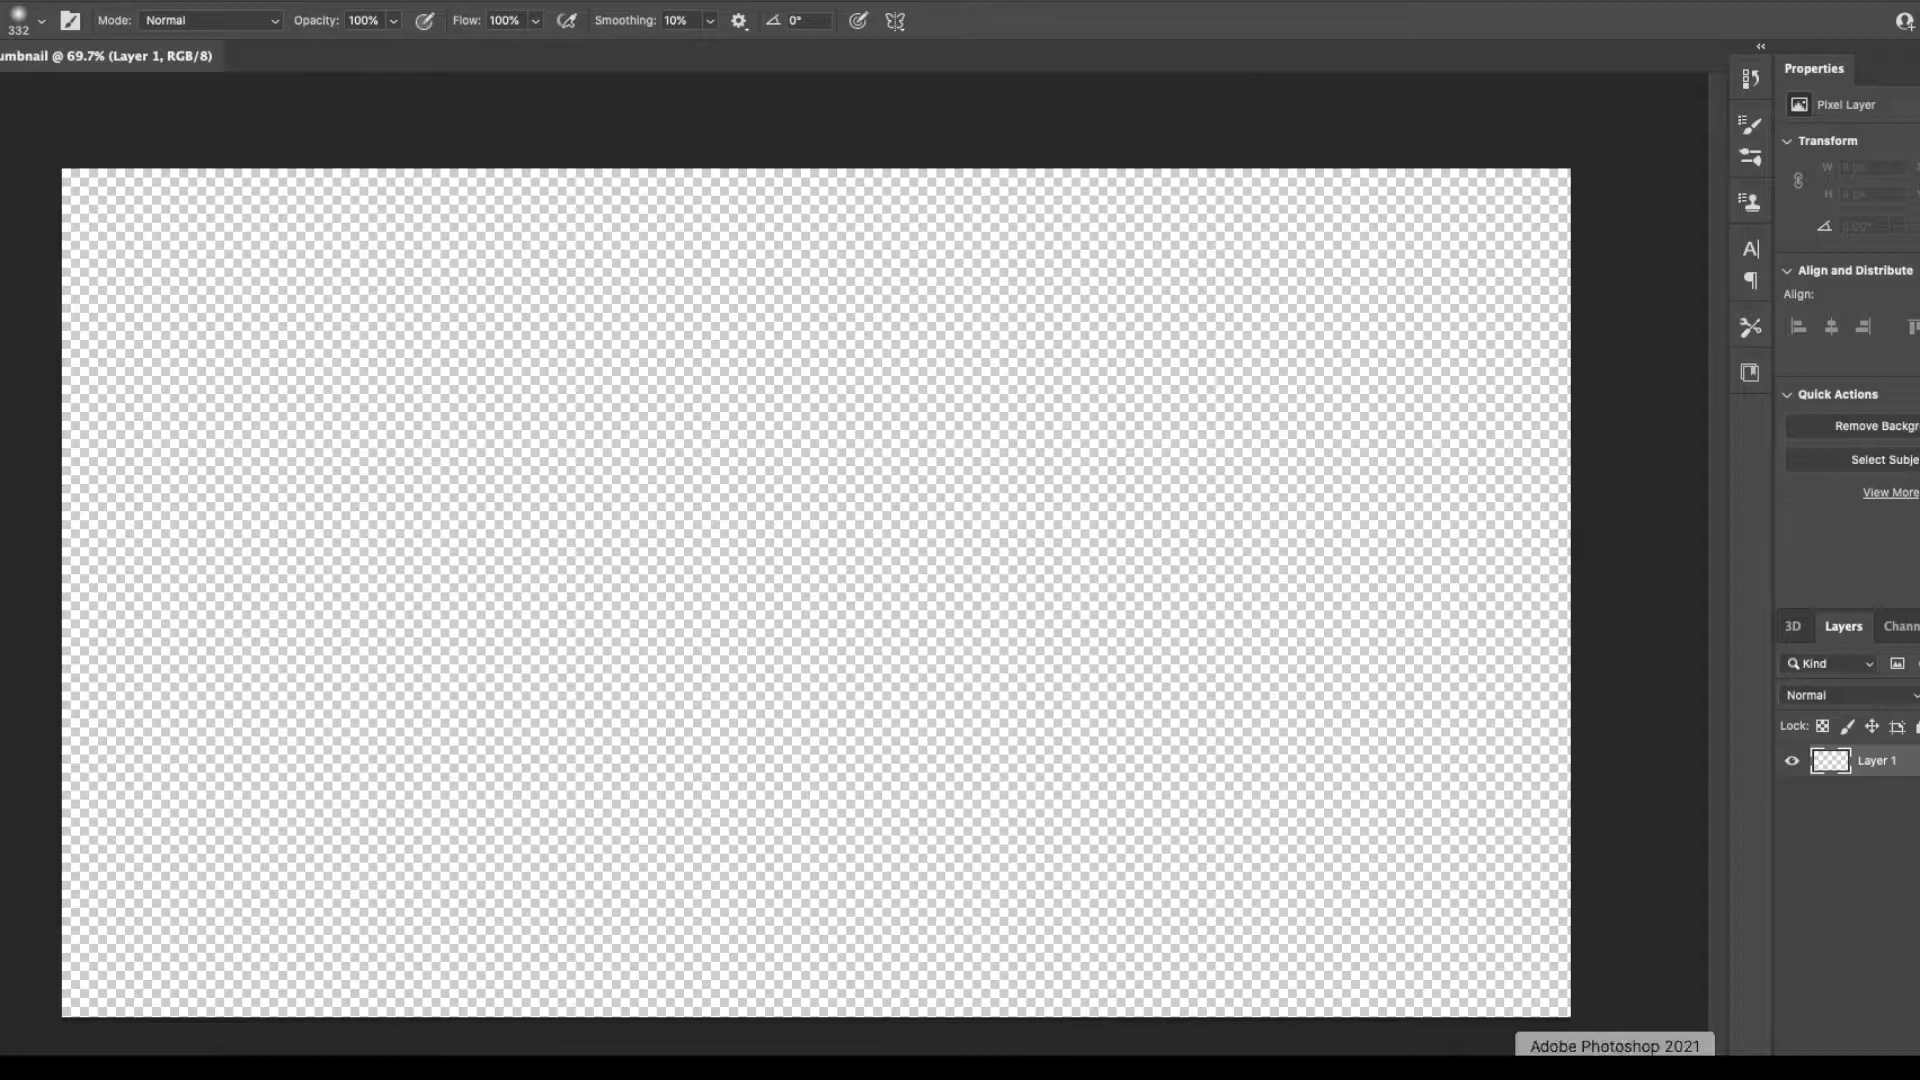 332
Mode: Normal Opacity: 100% Flow: 100% Smoothing: 10% 0°
umbnail @ 69.7% (Layer 1, RGB/8)
Properties
Pixel Layer
Transform
W
H
0.00°
Align and Distribute
Align:
Quick Actions
Remove Backgr
Select Subje
View More
3D Layers Chann
Kind
Normal
Lock:
Layer 1
Adobe Photoshop 2021